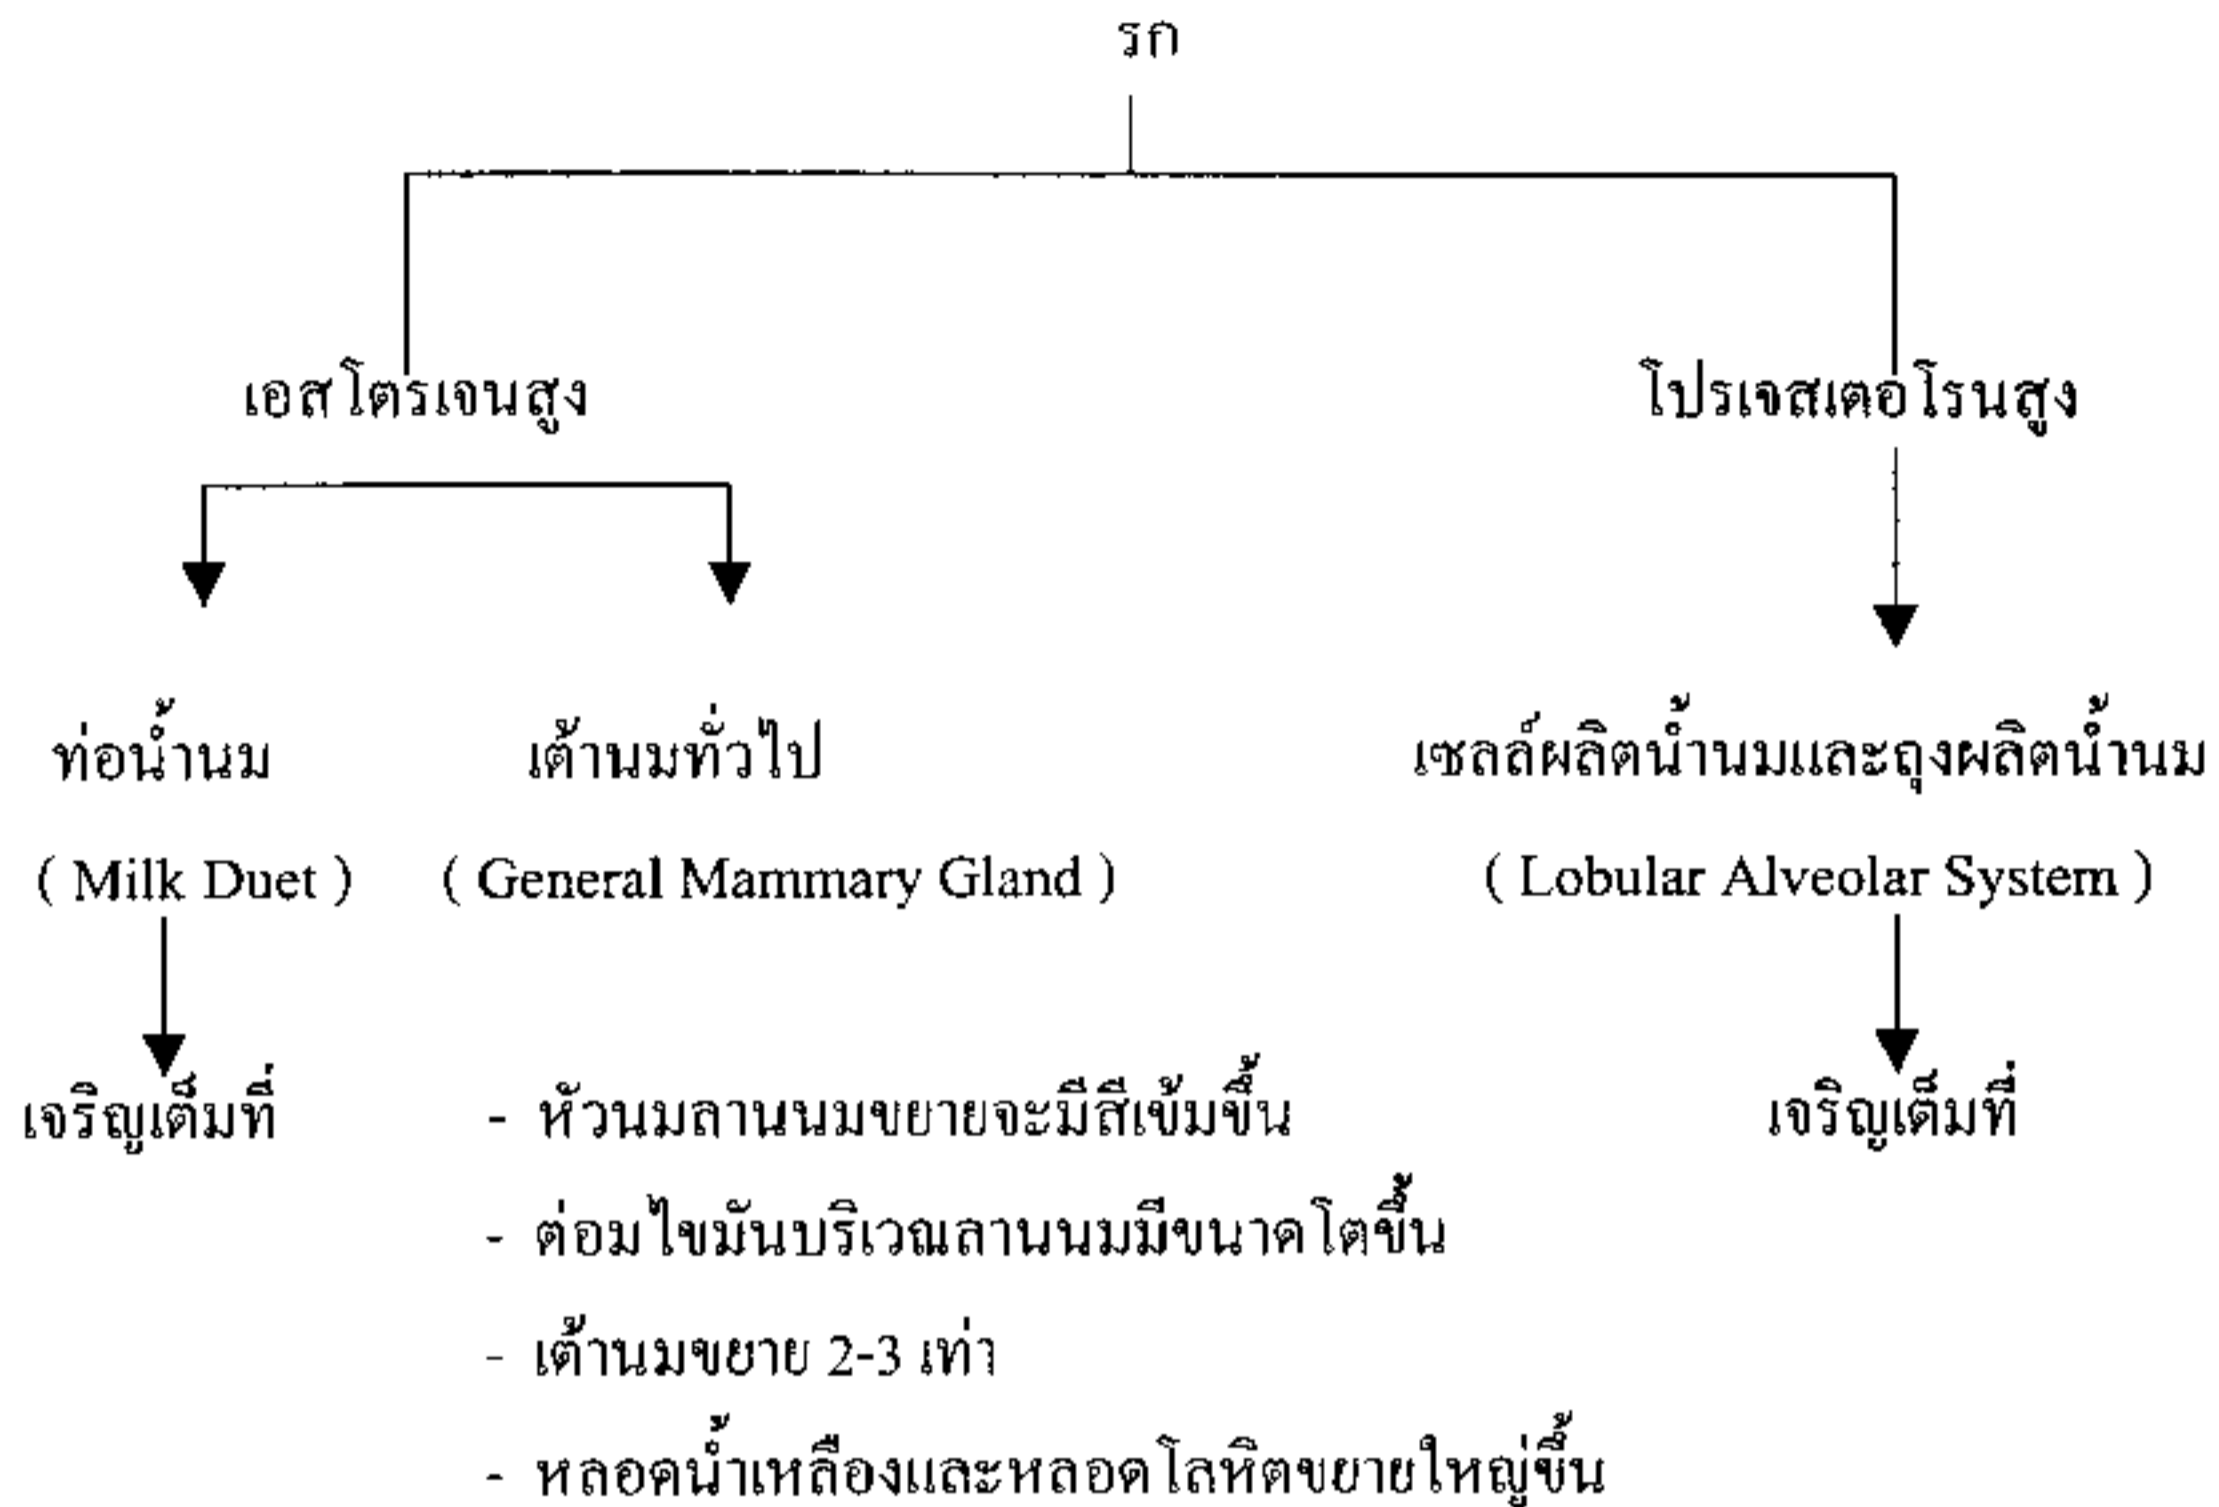 รก
เอสโตรเจนสูง
โปรเจสเตอโรนสูง
ท่อน้ำนม
เต้านมทั่วไป
เซลล์ผลิตน้ำนมและถุงผลิตน้ำนม
( Milk Duet )
( General Mammary Gland )
( Lobular Alveolar System )
เจริญเต็มที่
- หัวนมลานนมขยายจะมีสีเข้มขึ้น
เจริญเต็มที่
- ต่อมไขมันบริเวณลานนมมีขนาดโตขึ้น
- เต้านมขยาย 2-3 เท่า
- หลอดน้ำเหลืองและหลอดโลหิตขยายใหญ่ขึ้น